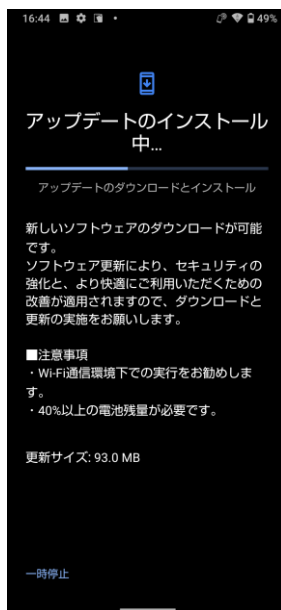 16:44
49%
アップデートのインストール
中...
アップデートのダウンロードとインストール
新しいソフトウェアのダウンロードが可能
です。
ソフトウェア更新により、セキュリティの
強化と、より快適にご利用いただくための
改善が適用されますので、ダウンロードと
更新の実施をお願いします。
■注意事項
・Wi-Fi通信環境下での実行をお勧めしま
す。
・40%以上の電池残量が必要です。
更新サイズ: 93.0 MB
一時停止